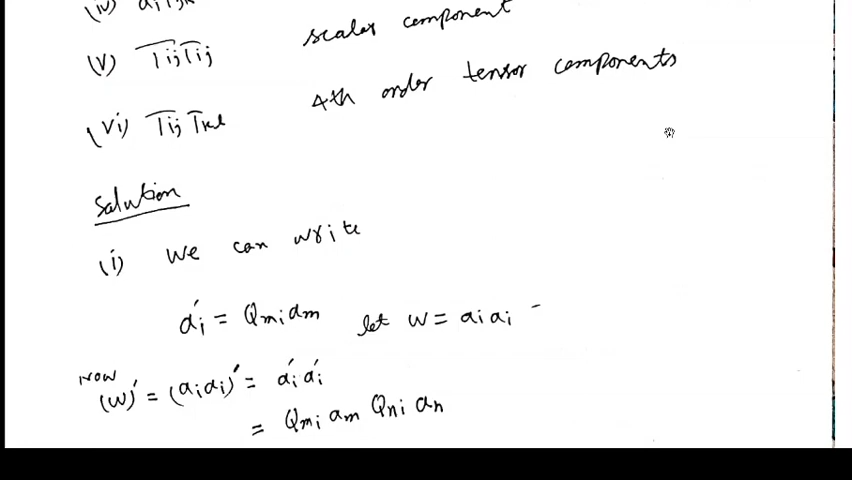 (iv)
(v) TijTij scalar component
(vi) TijTkl 4th order tensor components
Solution
(i) we can write
a'i = Qmi am let w = ai ai -
Now
(w)' = (ai ai)' = a'i a'i
= Qmi am Qni an